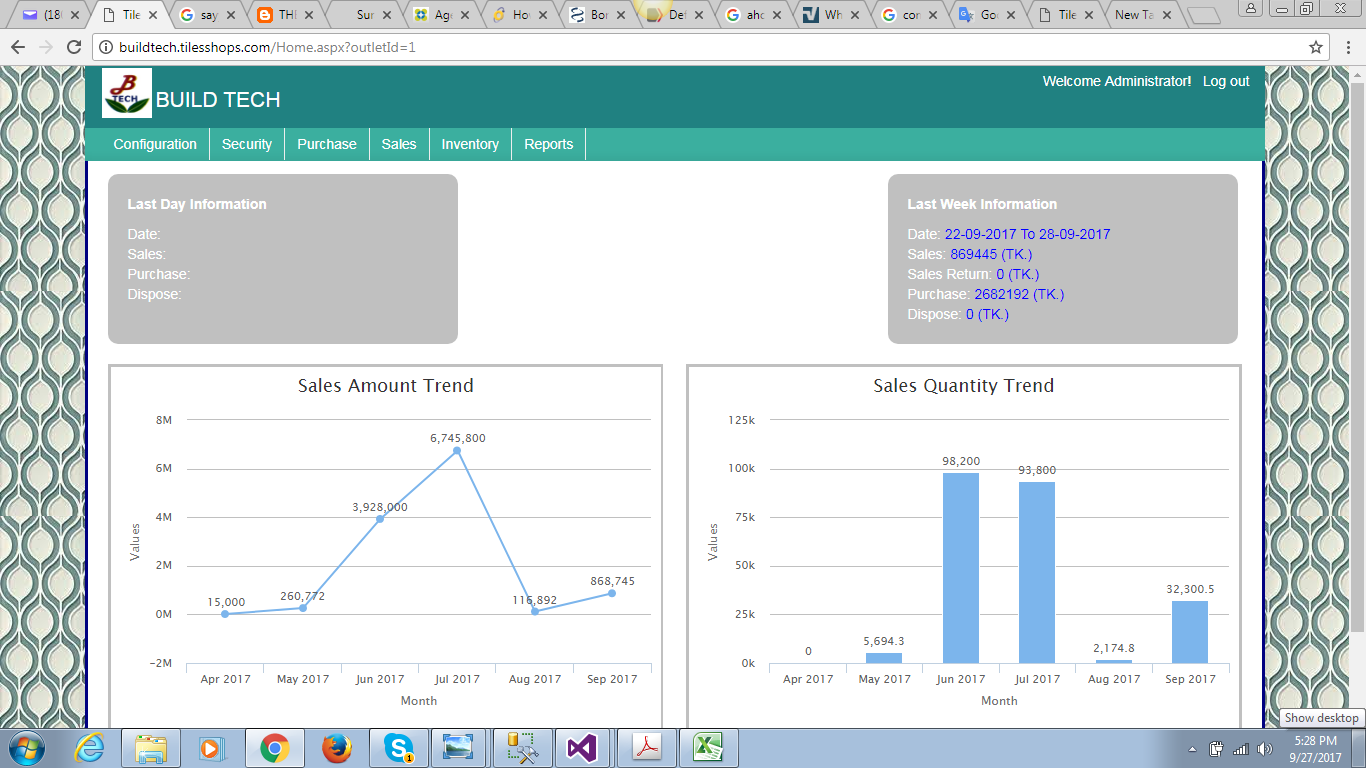 (180
Tile
say
THE
Sur
Age
Hov
Bor
Def
aho
Wh
cor
Goo
Tile
New Ta
buildtech.tilesshops.com/Home.aspx?outletId=1
B
TECH
BUILD TECH
Welcome Administrator! Log out
Configuration Security Purchase Sales Inventory Reports
Last Day Information
Date:
Sales:
Purchase:
Dispose:
Last Week Information
Date: 22-09-2017 To 28-09-2017
Sales: 869445 (TK.)
Sales Return: 0 (TK.)
Purchase: 2682192 (TK.)
Dispose: 0 (TK.)
Sales Amount Trend
8M
6M
4M
2M
0M
-2M
Values
15,000
260,772
3,928,000
6,745,800
116,892
868,745
Apr 2017 May 2017 Jun 2017 Jul 2017 Aug 2017 Sep 2017
Month
Sales Quantity Trend
125k
100k
75k
50k
25k
0k
Values
0
5,694.3
98,200
93,800
2,174.8
32,300.5
Apr 2017 May 2017 Jun 2017 Jul 2017 Aug 2017 Sep 2017
Month
Show desktop
1
5:28 PM
9/27/2017